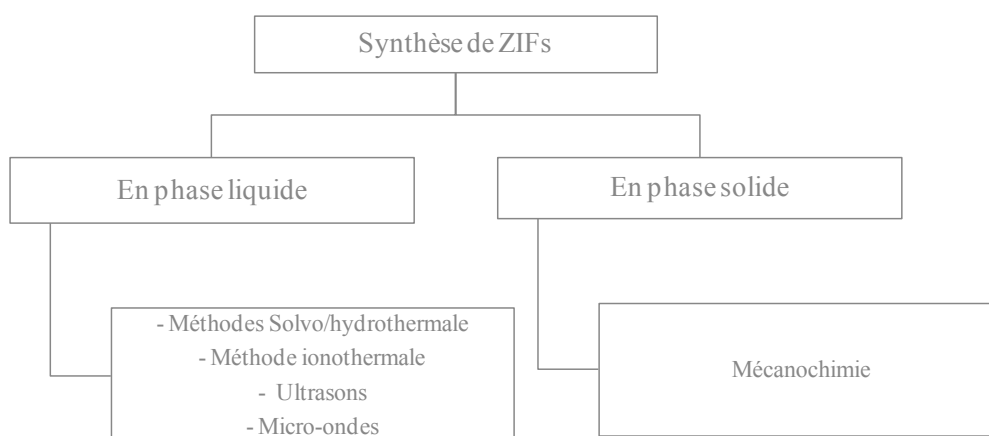 Synthèse de ZIFs
En phase liquide
En phase solide
- Méthodes Solvo/hydrothermale
- Méthode ionothermale
- Ultrasons
- Micro-ondes
Mécanochimie